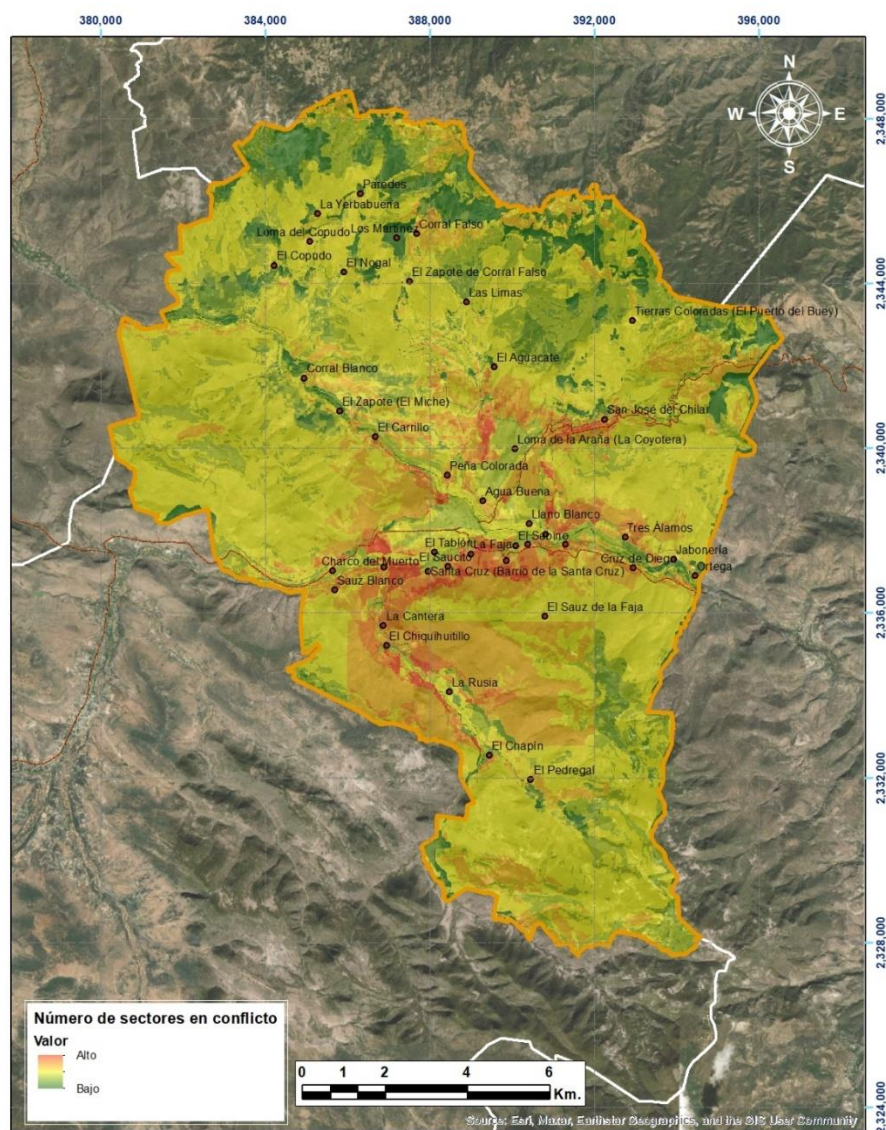 380,000 384,000 388,000 392,000 396,000
N
W E
S
2,348,000
Paredes
La Yerbabuena
Los Martínez Corral Falso
Loma del Copudo
El Copudo
El Nogal
El Zapote de Corral Falso
2,344,000
Las Limas
Tierras Coloradas (El Puerto del Buey)
El Aguacate
Corral Blanco
El Zapote (El Miche)
San José del Chilar
El Carrillo
2,340,000
Loma de la Araña (La Coyotera)
Peña Colorada
Agua Buena
Llano Blanco
El Sabino
Tres Álamos
El Tablón
La Faja
Jabonería
Charco del Muerto
El Saucito
Cruz de Diego
Ortega
Santa Cruz (Barrio de la Santa Cruz)
Sauz Blanco
2,336,000
El Sauz de la Faja
La Cantera
El Chiquihuitillo
La Rusia
El Chapín
El Pedregal
2,332,000
2,328,000
Número de sectores en conflicto
Valor
Alto
Bajo
0 1 2 4 6
Km.
2,324,000
Source: Esri, Maxar, Earthstar Geographics, and the GIS User Community